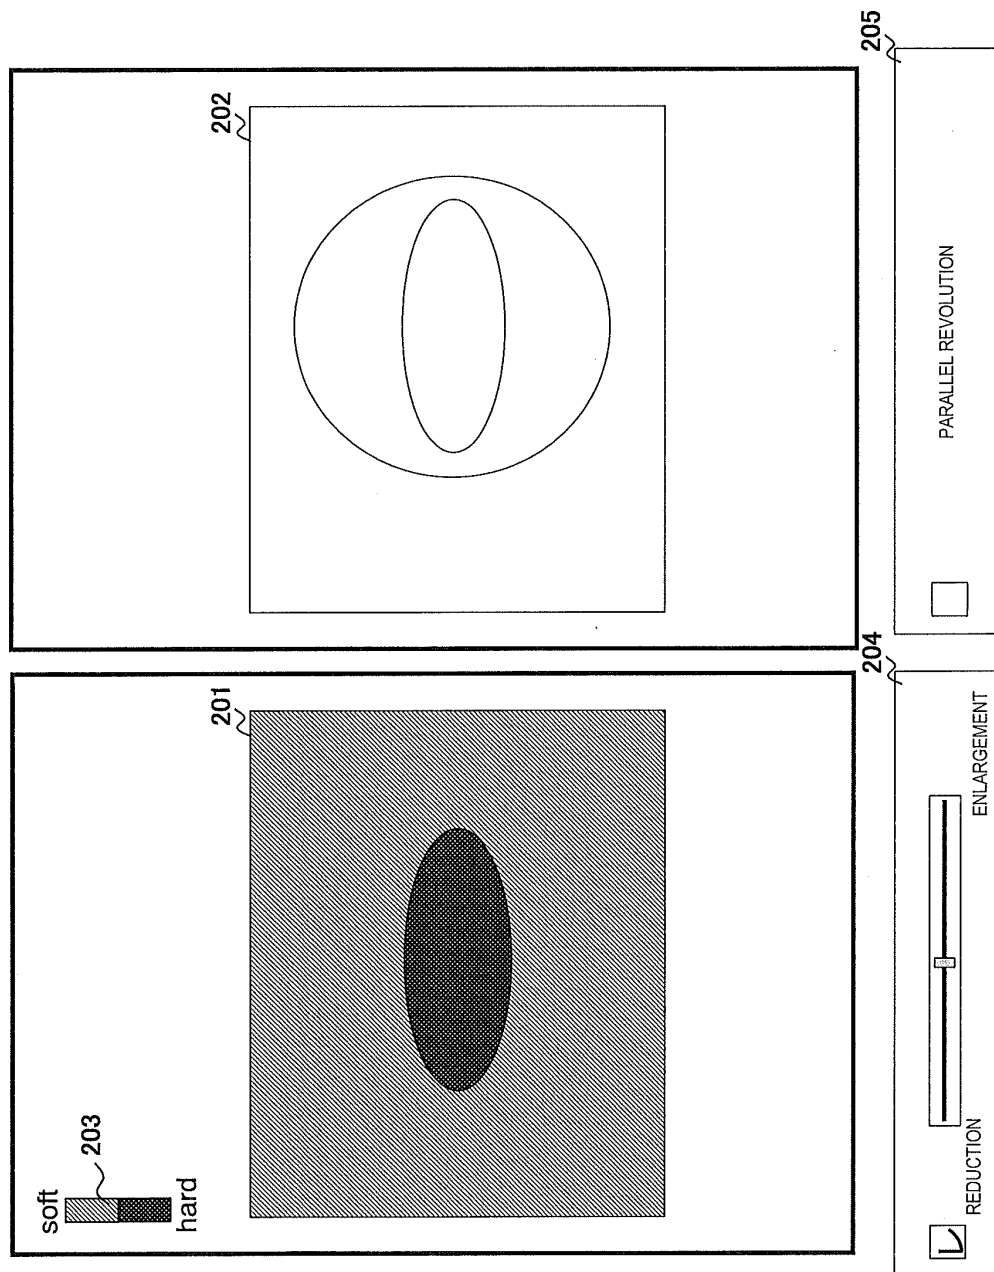 soft
203
hard
201
202
REDUCTION
ENLARGEMENT
204
PARALLEL REVOLUTION
205